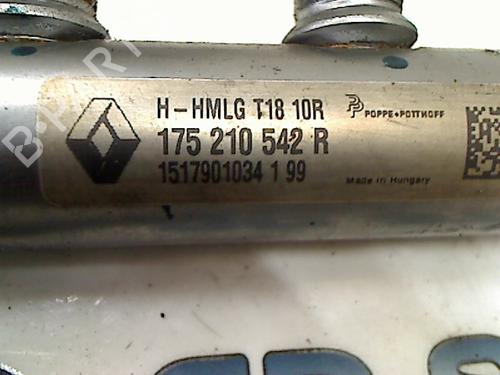 H-HMLG T18 10R
POPPE+POTTHOFF
175 210 542 R
1517901034 1 99
Made in Hungary
B-PARTS